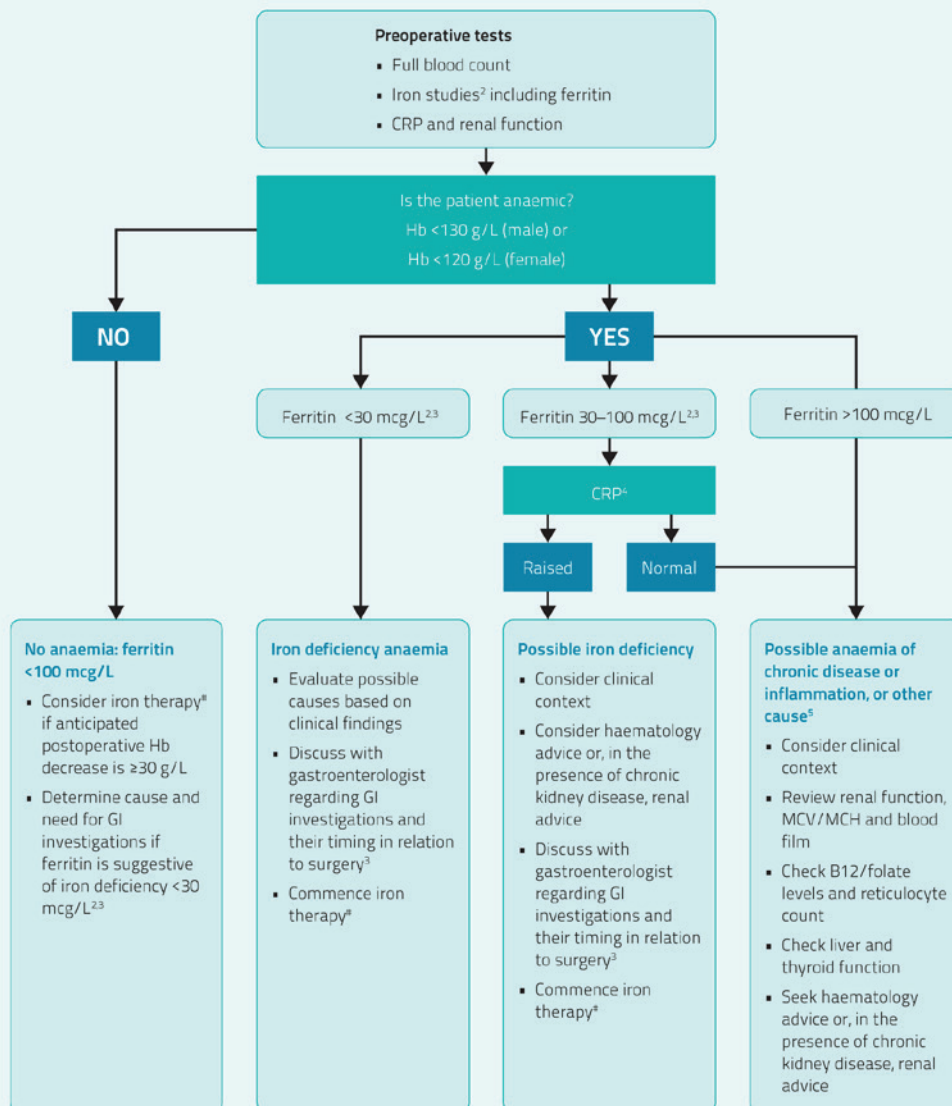 Preoperative tests
▪ Full blood count
▪ Iron studies² including ferritin
▪ CRP and renal function
Is the patient anaemic?
Hb <130 g/L (male) or
Hb <120 g/L (female)
NO
YES
Ferritin <30 mcg/L²,³
Ferritin 30–100 mcg/L²,³
Ferritin >100 mcg/L
CRP⁴
Raised
Normal
No anaemia: ferritin
<100 mcg/L
▪ Consider iron therapy#
if anticipated
postoperative Hb
decrease is ≥30 g/L
▪ Determine cause and
need for GI
investigations if
ferritin is suggestive
of iron deficiency <30
mcg/L²,³
Iron deficiency anaemia
▪ Evaluate possible
causes based on
clinical findings
▪ Discuss with
gastroenterologist
regarding GI
investigations and
their timing in relation
to surgery³
▪ Commence iron
therapy#
Possible iron deficiency
▪ Consider clinical
context
▪ Consider haematology
advice or, in the
presence of chronic
kidney disease, renal
advice
▪ Discuss with
gastroenterologist
regarding GI
investigations and
their timing in relation
to surgery³
▪ Commence iron
therapy#
Possible anaemia of
chronic disease or
inflammation, or other
cause⁵
▪ Consider clinical
context
▪ Review renal function,
MCV/MCH and blood
film
▪ Check B12/folate
levels and reticulocyte
count
▪ Check liver and
thyroid function
▪ Seek haematology
advice or, in the
presence of chronic
kidney disease, renal
advice